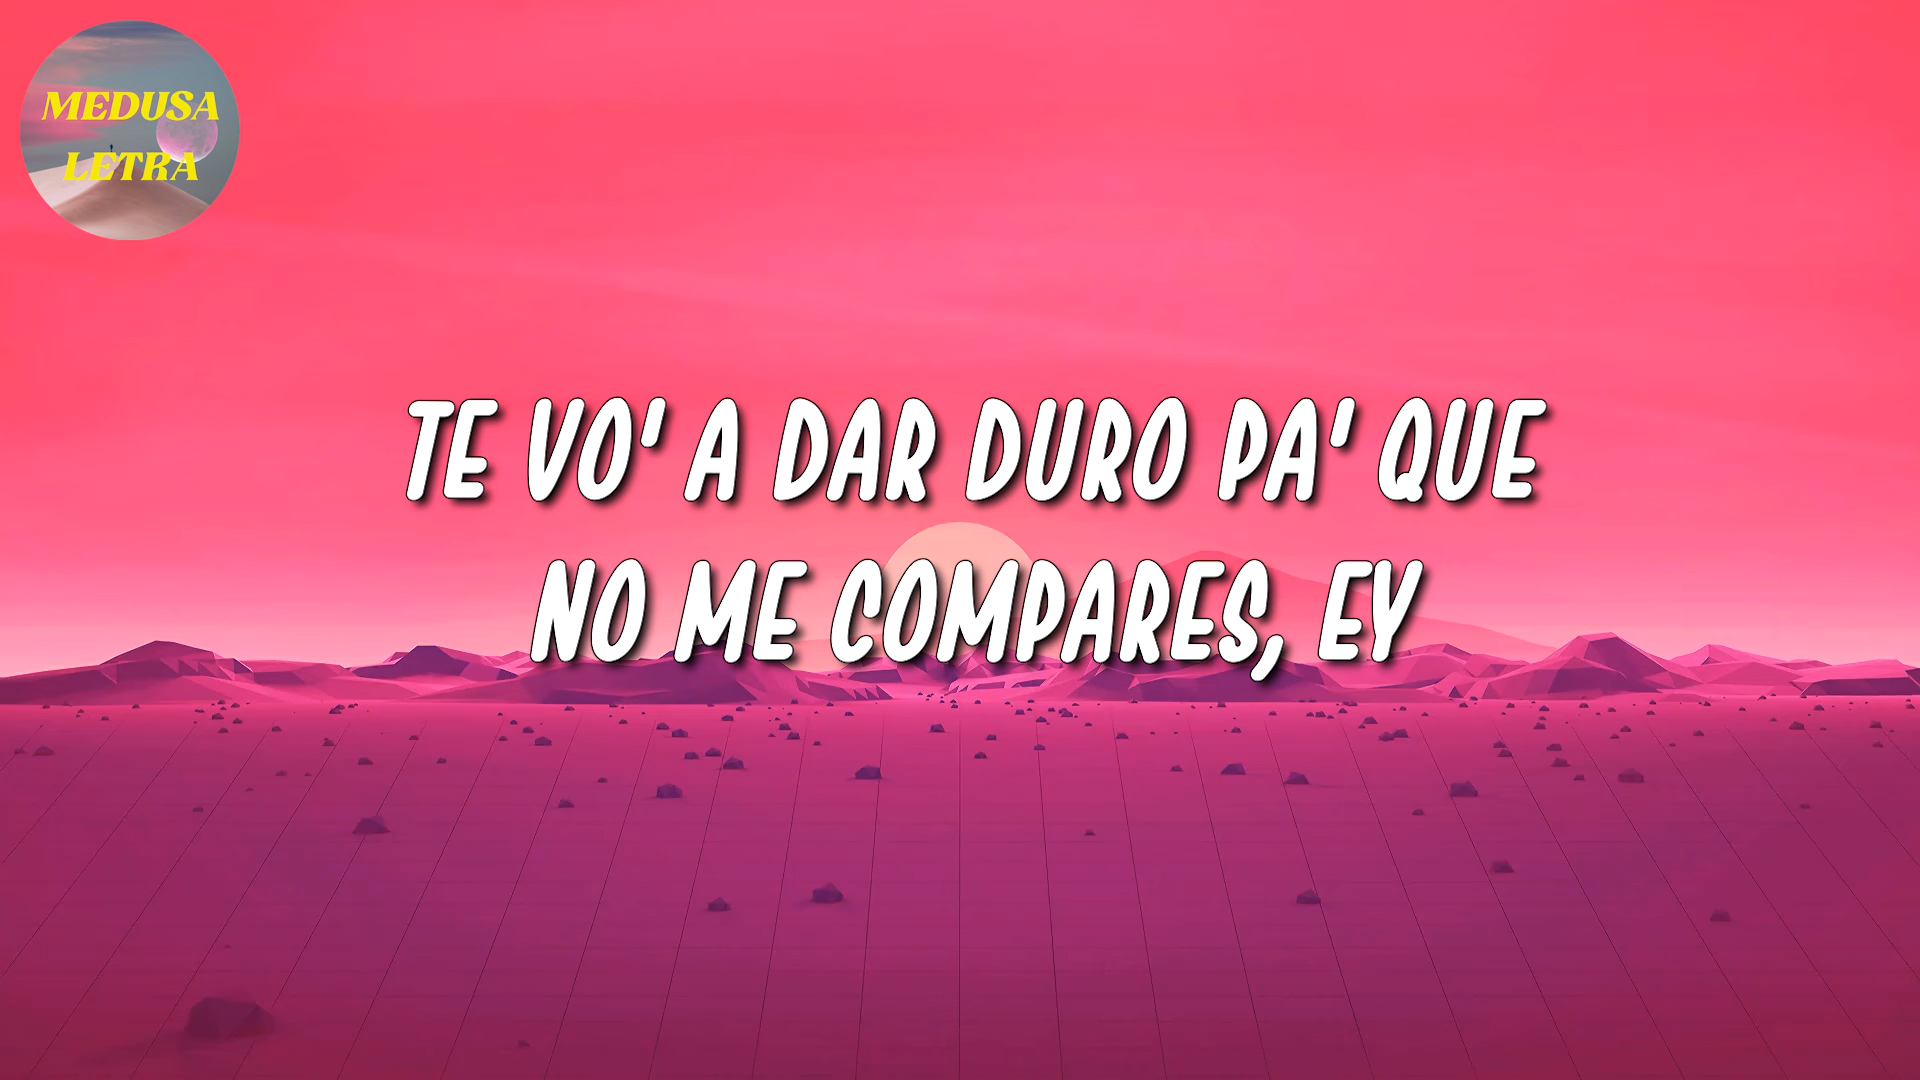 MEDUSA
LETRA
TE VO' A DAR DURO PA' QUE
NO ME COMPARES, EY